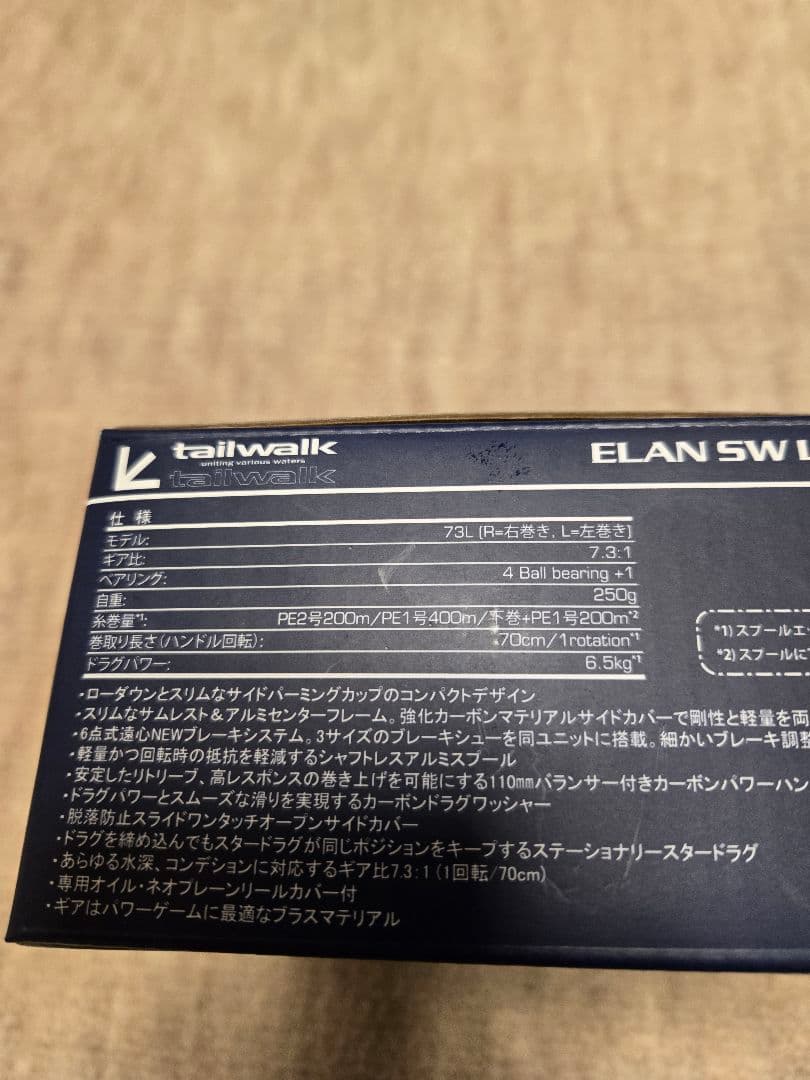 tailwalk
uniting various waters
tailwalk
ELAN SW
仕 様
モデル: 73L [R=右巻き, L=左巻き]
ギア比: 7.3:1
ベアリング: 4 Ball bearing +1
自重: 250g
糸巻量*¹: PE2号200m/PE1号400m/下巻+PE1号200m*²
巻取り長さ(ハンドル回転): 70cm/1rotation*¹
ドラグパワー: 6.5kg*¹
*1)スプールエ
*2)スプールに
・ローダウンとスリムなサイドパーミングカップのコンパクトデザイン
・スリムなサムレスト&アルミセンターフレーム。強化カーボンマテリアルサイドカバーで剛性と軽量を両
・6点式遠心NEWブレーキシステム。3サイズのブレーキシューを同ユニットに搭載。細かいブレーキ調整
・軽量かつ回転時の抵抗を軽減するシャフトレスアルミスプール
・安定したリトリーブ、高レスポンスの巻き上げを可能にする110mmバランサー付きカーボンパワーハン
・ドラグパワーとスムーズな滑りを実現するカーボンドラグワッシャー
・脱落防止スライドワンタッチオープンサイドカバー
・ドラグを締め込んでもスタードラグが同じポジションをキープするステーショナリースタードラグ
・あらゆる水深、コンデションに対応するギア比7.3:1 (1回転/70cm)
・専用オイル・ネオプレーンリールカバー付
・ギアはパワーゲームに最適なブラスマテリアル